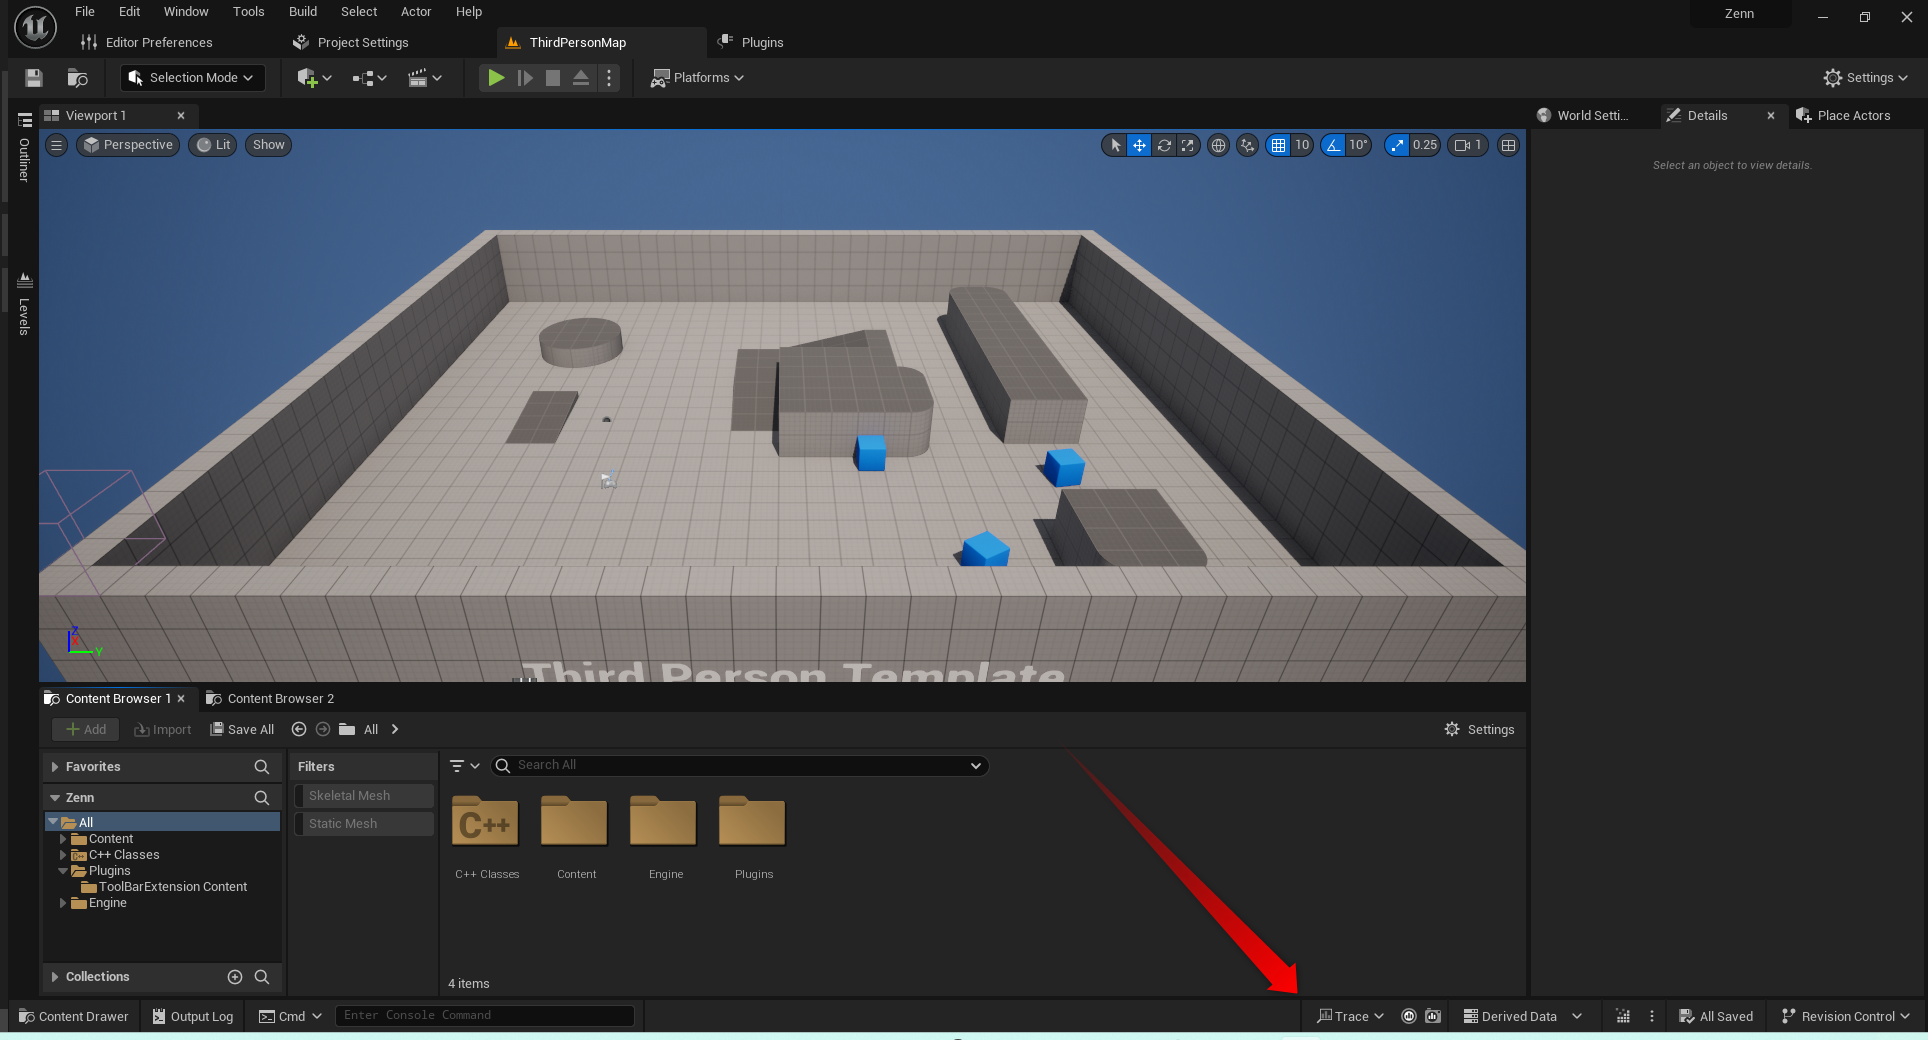 File Edit Window Tools Build Select Actor Help
Zenn
Editor Preferences Project Settings ThirdPersonMap Plugins
Selection Mode Platforms Settings
Viewport 1
World Setti... Details Place Actors
Perspective Lit Show
10 10° 0.25 1
Select an object to view details.
Outliner
Levels
Z
X
Y
Third Person Template
Content Browser 1 Content Browser 2
Add Import Save All All Settings
Favorites
Filters
Search All
Zenn
Skeletal Mesh
Static Mesh
All
Content
C++ Classes
Plugins
ToolBarExtension Content
Engine
C++
C++ Classes Content Engine Plugins
Collections
4 items
Content Drawer Output Log Cmd Enter Console Command
Trace Derived Data All Saved Revision Control